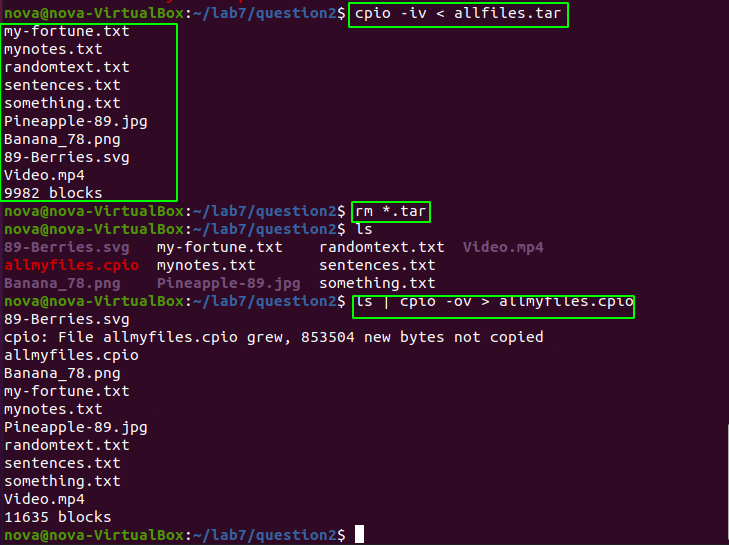 nova@nova-VirtualBox:~/lab7/question2$ cpio -iv < allfiles.tar
my-fortune.txt
mynotes.txt
randomtext.txt
sentences.txt
something.txt
Pineapple-89.jpg
Banana_78.png
89-Berries.svg
Video.mp4
9982 blocks
nova@nova-VirtualBox:~/lab7/question2$ rm *.tar
nova@nova-VirtualBox:~/lab7/question2$ ls
89-Berries.svg   my-fortune.txt    randomtext.txt  Video.mp4
allmyfiles.cpio  mynotes.txt       sentences.txt
Banana_78.png    Pineapple-89.jpg  something.txt
nova@nova-VirtualBox:~/lab7/question2$ ls | cpio -ov > allmyfiles.cpio
89-Berries.svg
cpio: File allmyfiles.cpio grew, 853504 new bytes not copied
allmyfiles.cpio
Banana_78.png
my-fortune.txt
mynotes.txt
Pineapple-89.jpg
randomtext.txt
sentences.txt
something.txt
Video.mp4
11635 blocks
nova@nova-VirtualBox:~/lab7/question2$